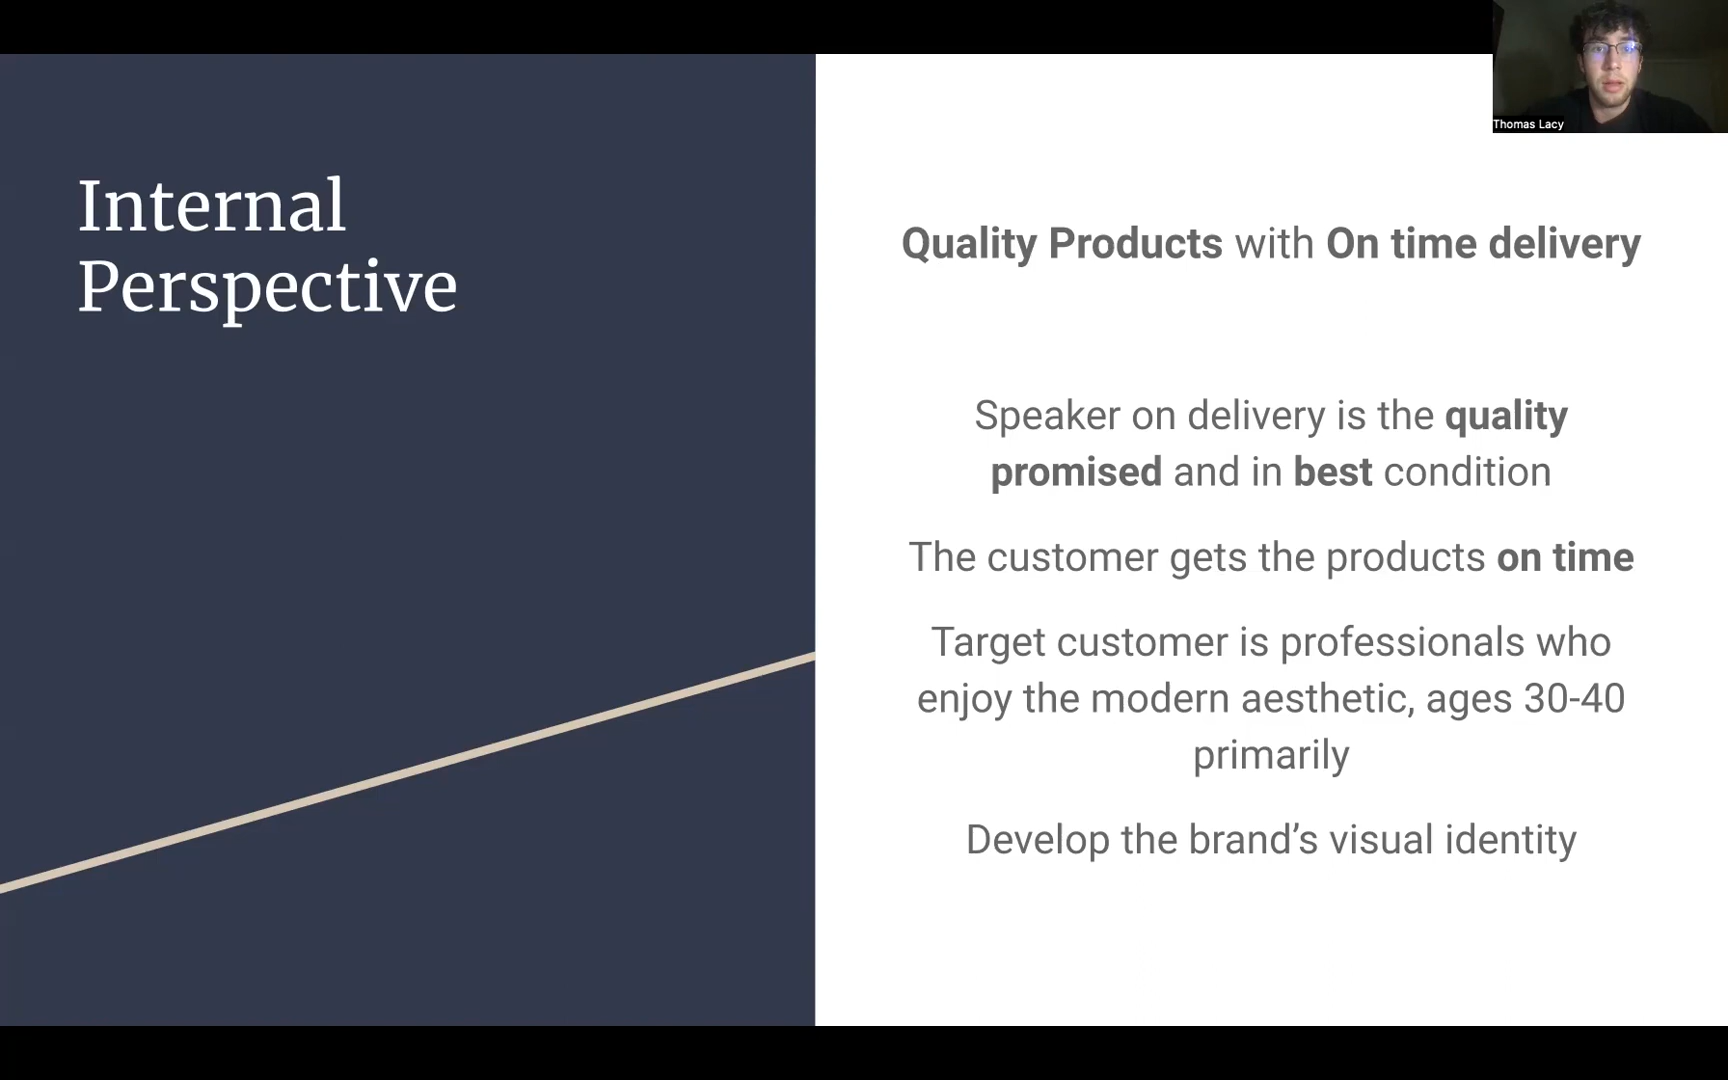 Thomas Lacy
Internal
Perspective
Quality Products with On time delivery
Speaker on delivery is the quality
promised and in best condition
The customer gets the products on time
Target customer is professionals who
enjoy the modern aesthetic, ages 30-40
primarily
Develop the brand’s visual identity